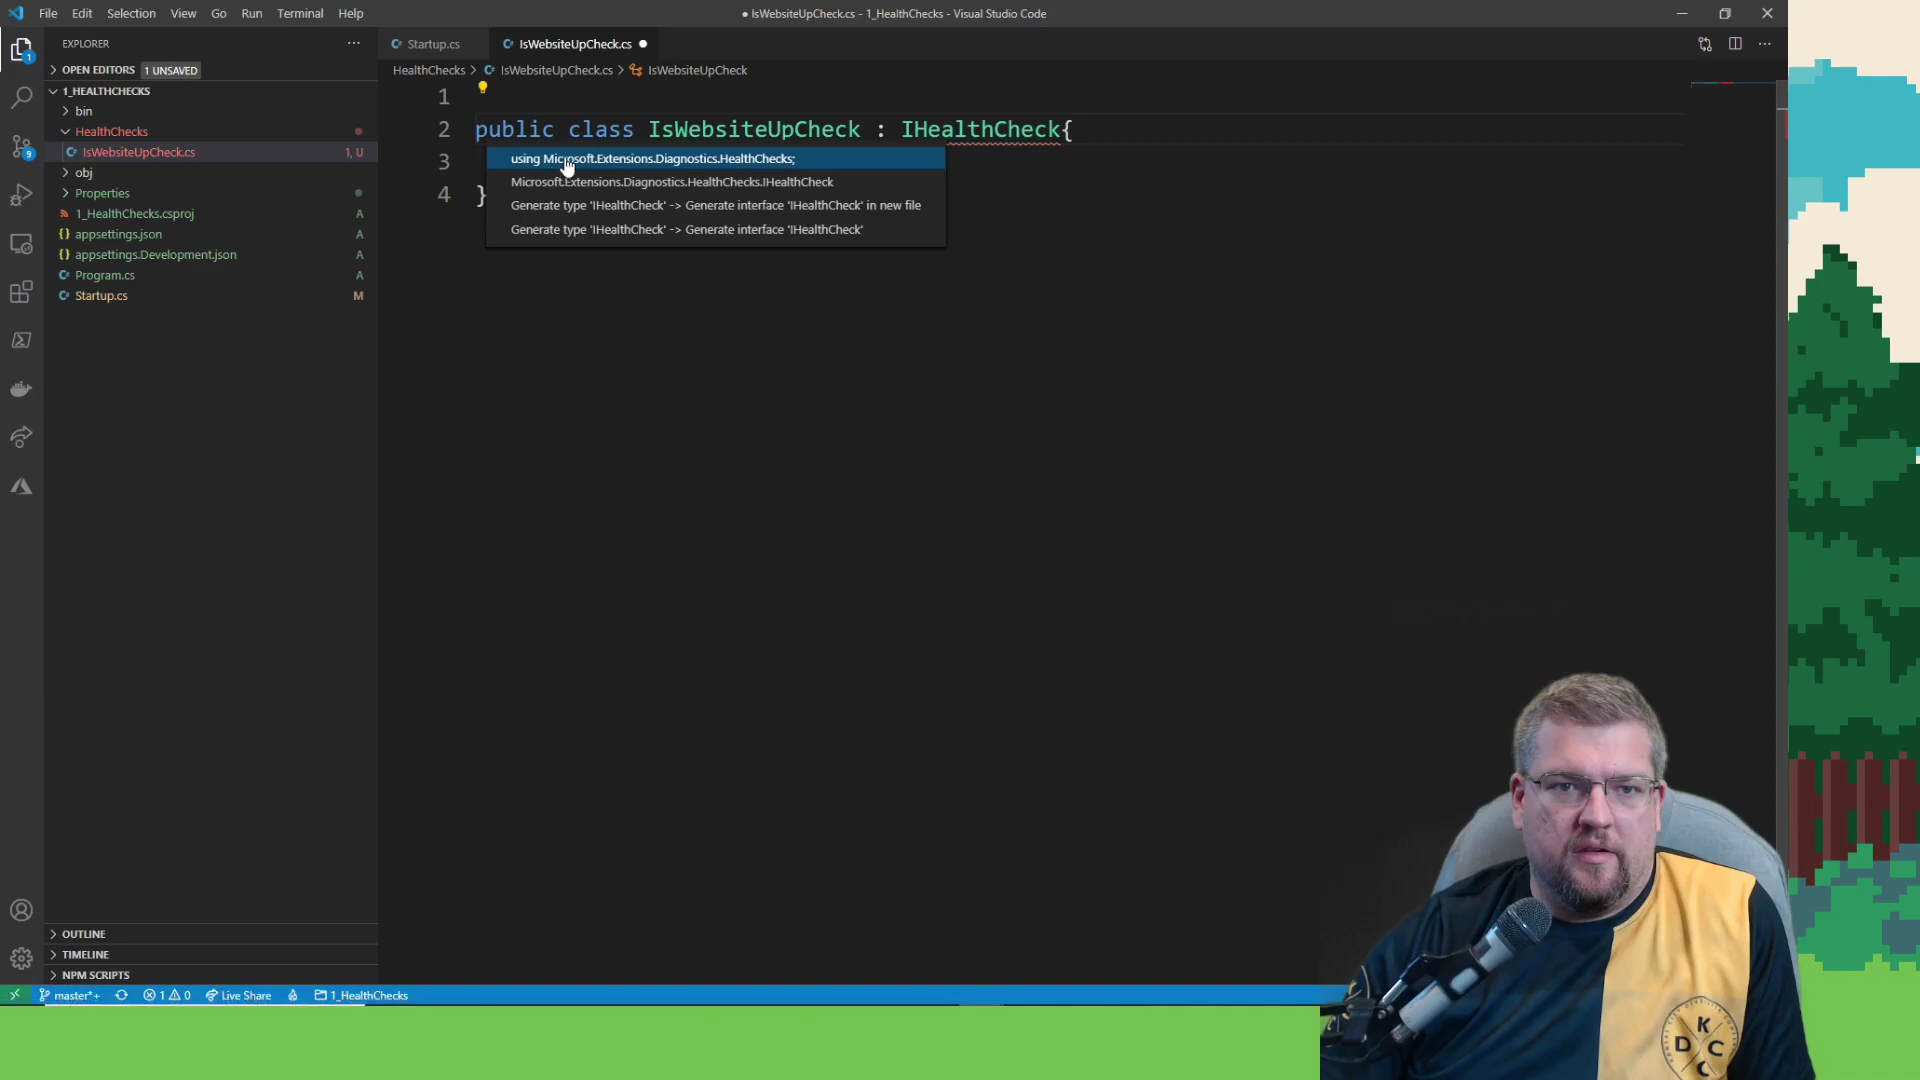 File Edit Selection View Go Run Terminal Help
● IsWebsiteUpCheck.cs - 1_HealthChecks - Visual Studio Code
EXPLORER
Startup.cs
IsWebsiteUpCheck.cs
OPEN EDITORS 1 UNSAVED
HealthChecks > IsWebsiteUpCheck.cs > IsWebsiteUpCheck
1_HEALTHCHECKS
bin
HealthChecks
IsWebsiteUpCheck.cs 1, U
obj
Properties
1_HealthChecks.csproj A
appsettings.json A
appsettings.Development.json A
Program.cs A
Startup.cs M
1
2 public class IsWebsiteUpCheck : IHealthCheck{
3
4 }
using Microsoft.Extensions.Diagnostics.HealthChecks;
Microsoft.Extensions.Diagnostics.HealthChecks.IHealthCheck
Generate type 'IHealthCheck' -> Generate interface 'IHealthCheck' in new file
Generate type 'IHealthCheck' -> Generate interface 'IHealthCheck'
1
9
OUTLINE
TIMELINE
NPM SCRIPTS
master*+ 1 0 Live Share 1_HealthChecks
K
D C
C